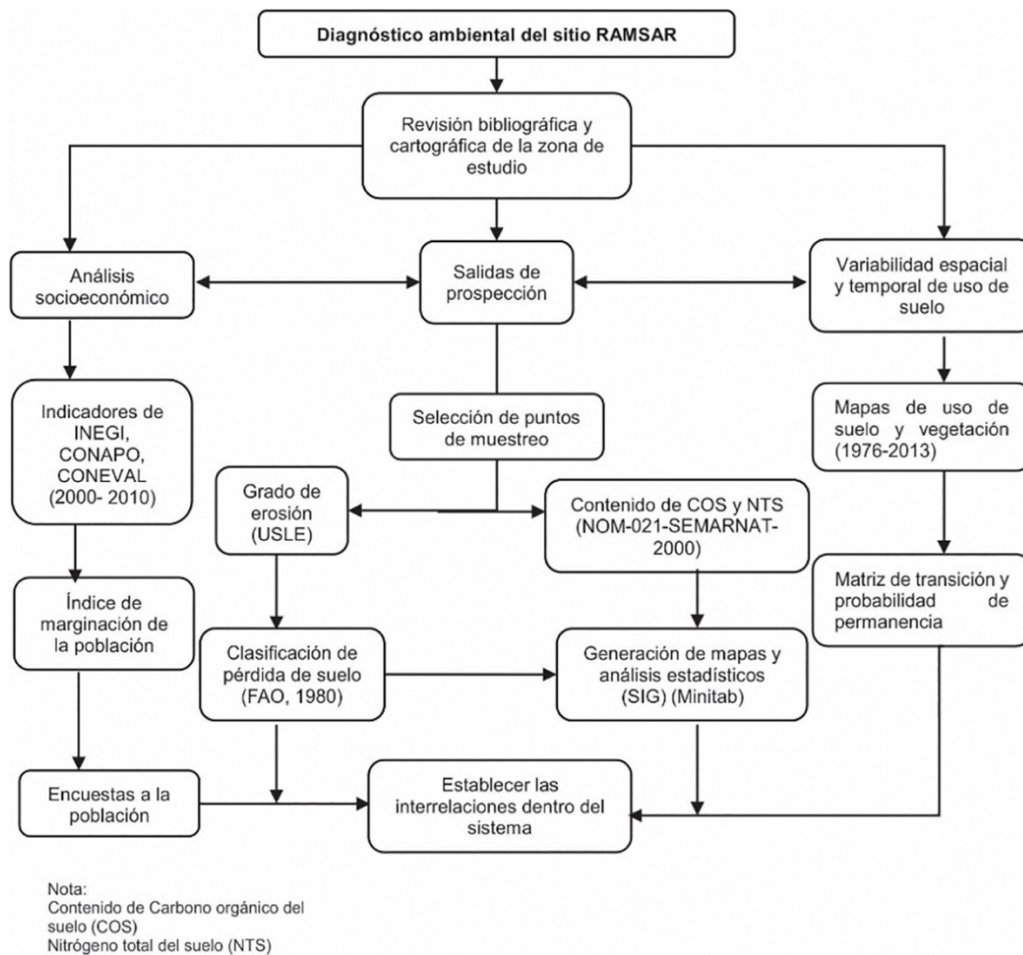 Diagnóstico ambiental del sitio RAMSAR
Revisión bibliográfica y
cartográfica de la zona de
estudio
Análisis
socioeconómico
Salidas de
prospección
Variabilidad espacial
y temporal de uso de
suelo
Indicadores de
INEGI,
CONAPO,
CONEVAL
(2000- 2010)
Selección de puntos
de muestreo
Mapas de uso de
suelo y vegetación
(1976-2013)
Grado de
erosión
(USLE)
Contenido de COS y NTS
(NOM-021-SEMARNAT-
2000)
Índice de
marginación de
la población
Clasificación de
pérdida de suelo
(FAO, 1980)
Generación de mapas y
análisis estadísticos
(SIG) (Minitab)
Matriz de transición y
probabilidad de
permanencia
Encuestas a la
población
Establecer las
interrelaciones dentro del
sistema
Nota:
Contenido de Carbono orgánico del
suelo (COS)
Nitrógeno total del suelo (NTS)